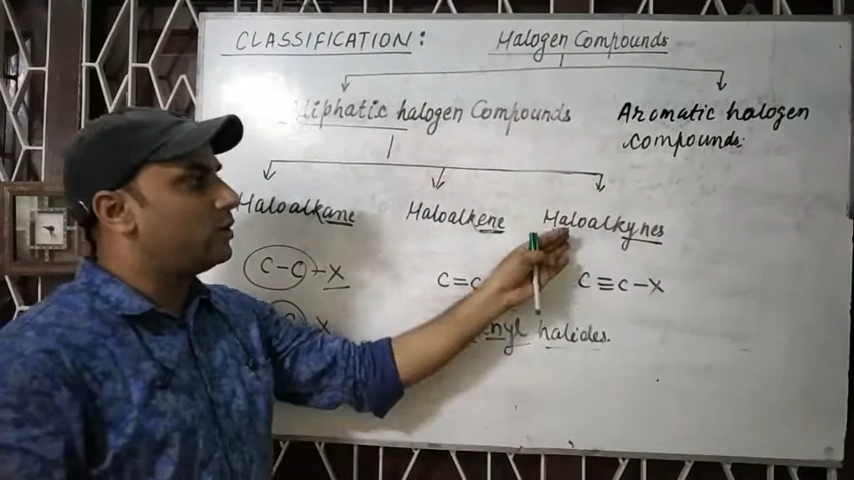 CLASSIFICATION: Halogen Compounds
Aliphatic halogen Compounds
Aromatic halogen compounds.
Haloalkane Haloalkene Haloalkynes
C-C-X C=C C≡C-X
X
enyl halides.